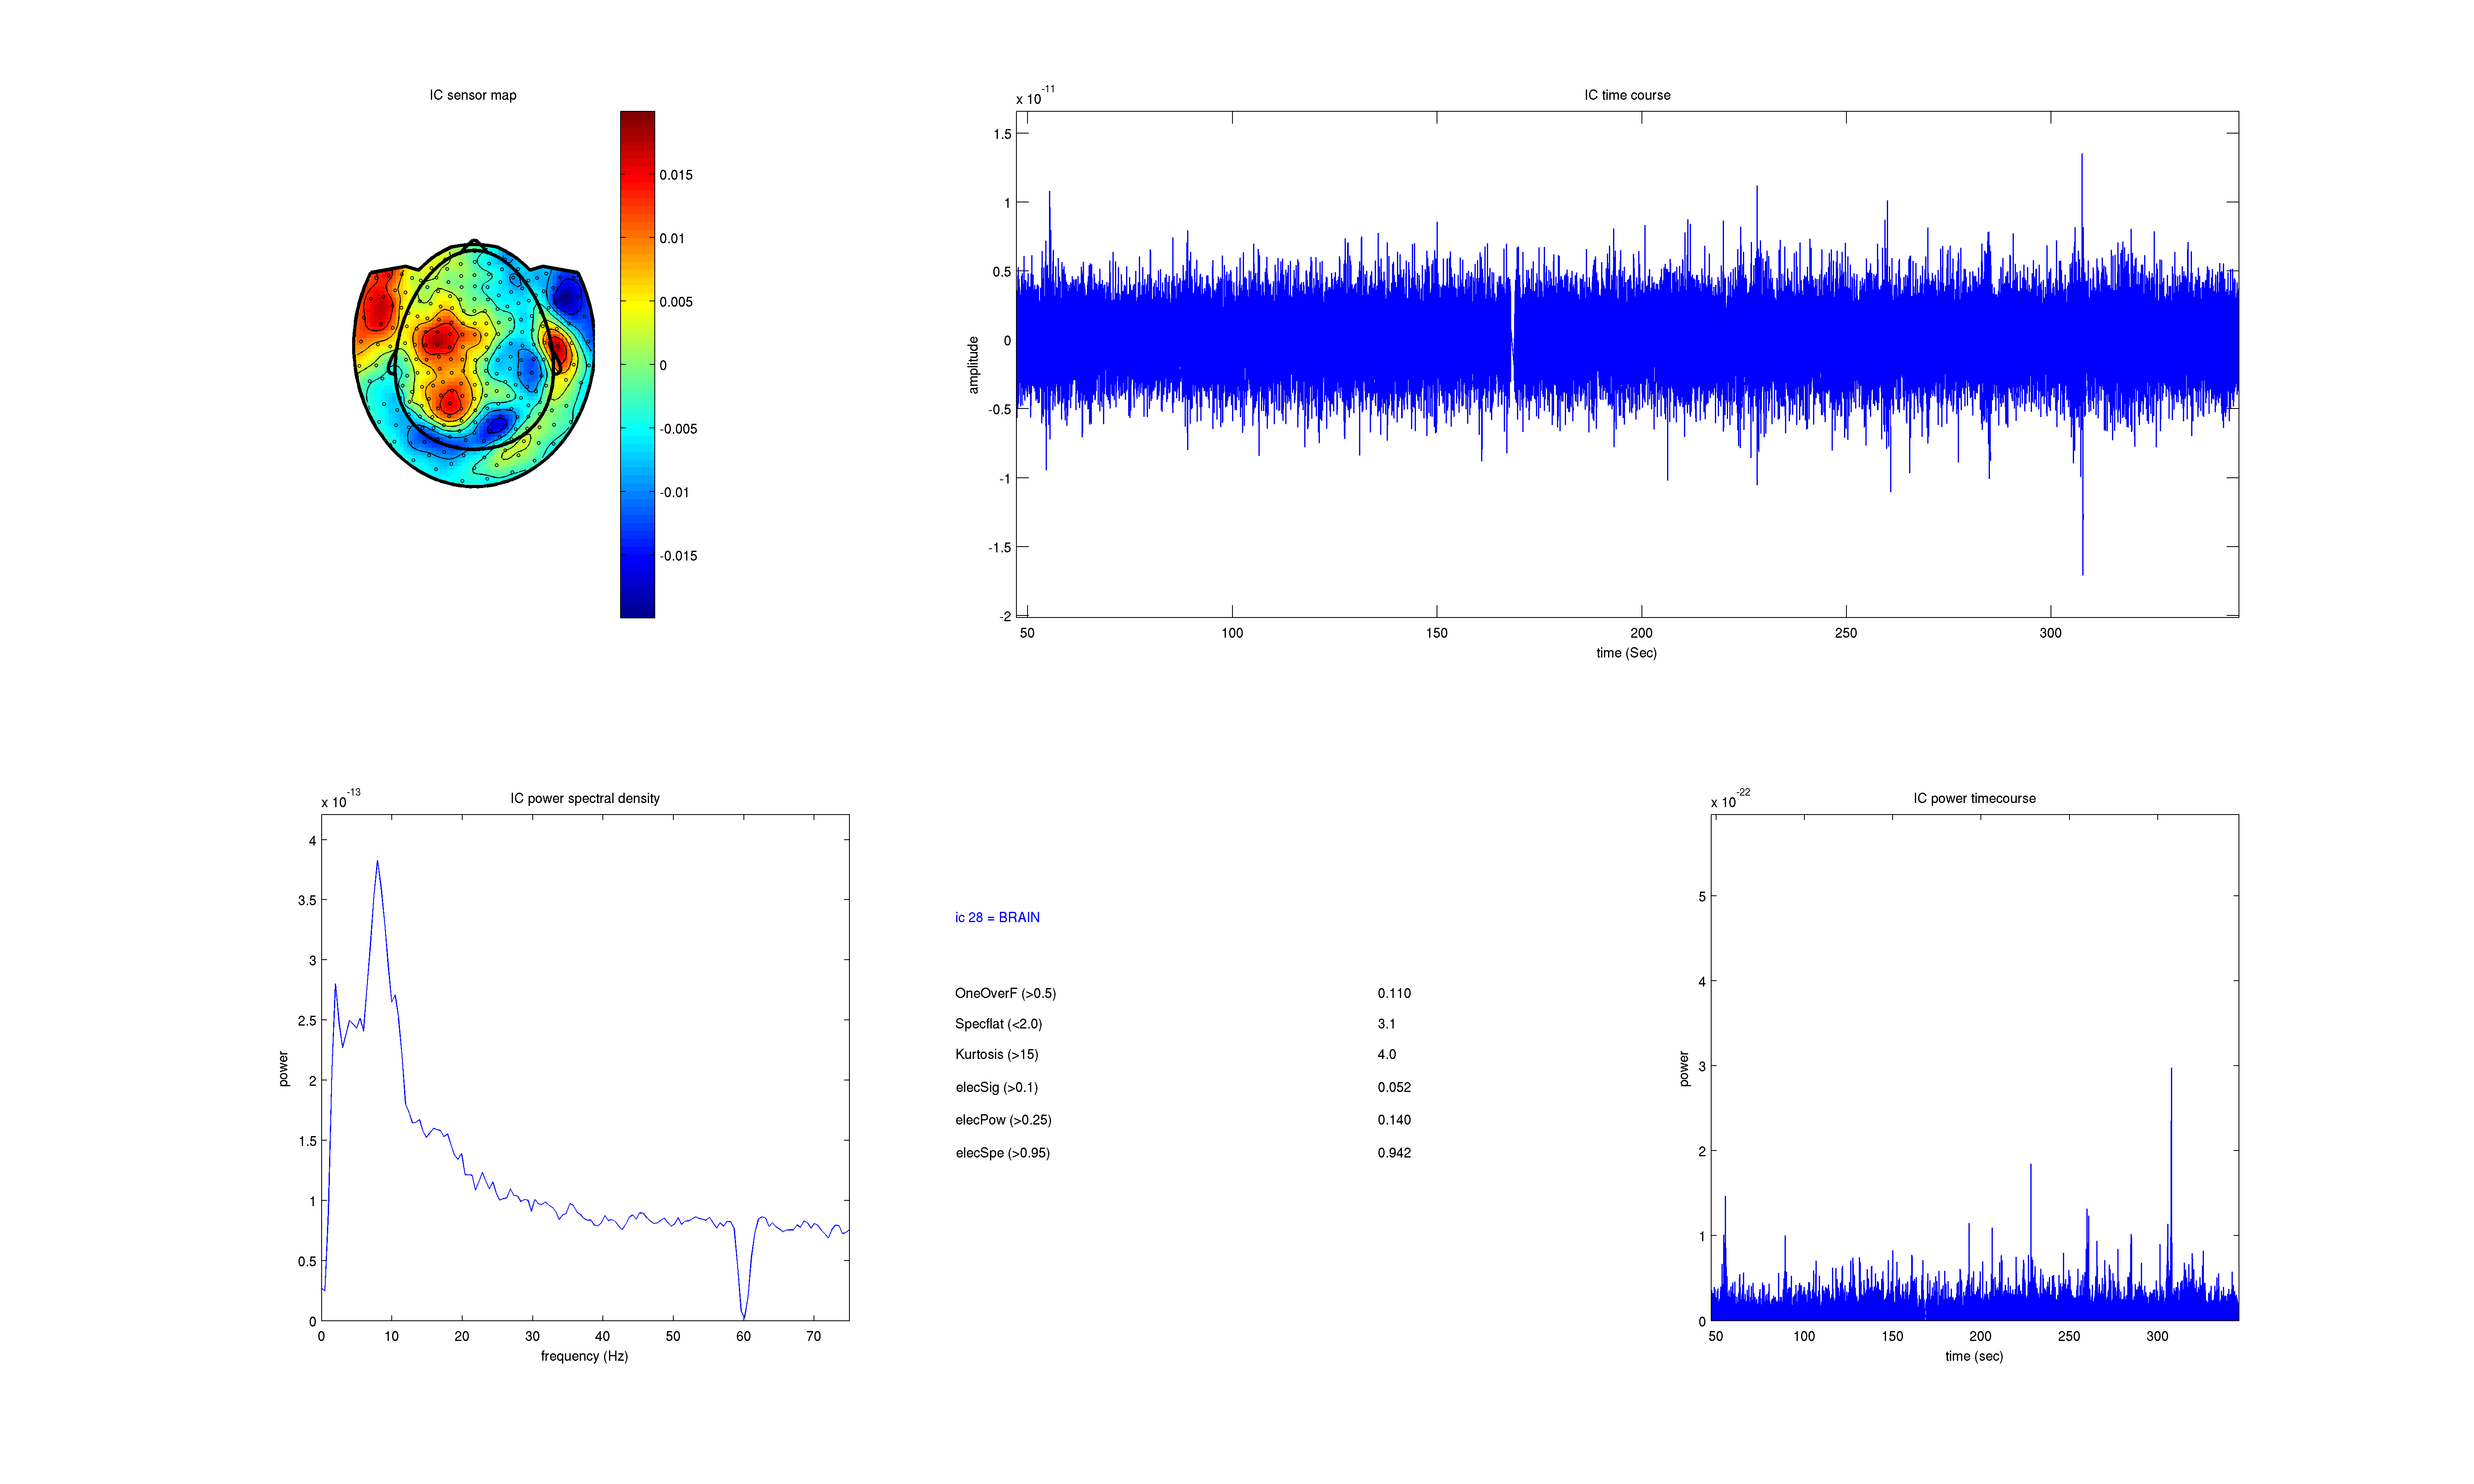 IC sensor map
0.015
0.01
0.005
0
-0.005
-0.01
-0.015
IC time course
x 10^-11
1.5
1
0.5
0
-0.5
-1
-1.5
-2
amplitude
50 100 150 200 250 300
time (Sec)
IC power spectral density
x 10^-13
4
3.5
3
2.5
2
1.5
1
0.5
0
power
0 10 20 30 40 50 60 70
frequency (Hz)
ic 28 = BRAIN
OneOverF (>0.5) 0.110
Specflat (<2.0) 3.1
Kurtosis (>15) 4.0
elecSig (>0.1) 0.052
elecPow (>0.25) 0.140
elecSpe (>0.95) 0.942
IC power timecourse
x 10^-22
5
4
3
2
1
0
power
50 100 150 200 250 300
time (sec)